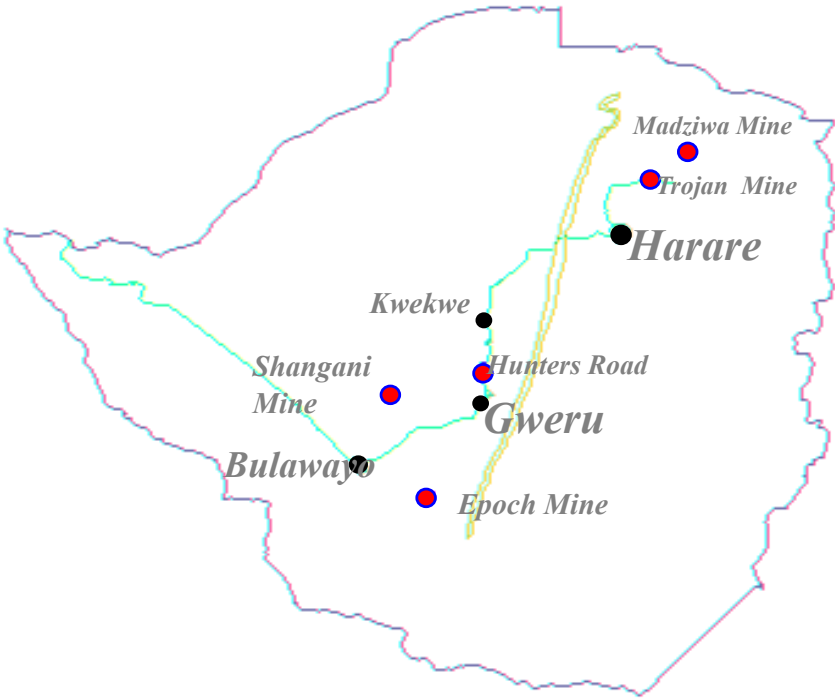 Madziwa Mine
Trojan Mine
Harare
Kwekwe
Shangani
Mine
Hunters Road
Gweru
Bulawayo
Epoch Mine